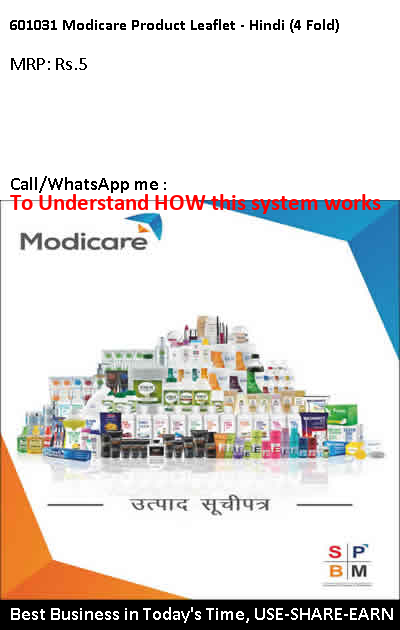 601031 Modicare Product Leaflet - Hindi (4 Fold)
MRP: Rs.5
Call/WhatsApp me :
To Understand HOW this system works
Modicare
उत्पाद सूचीपत्र
S P
B M
Best Business in Today's Time, USE-SHARE-EARN